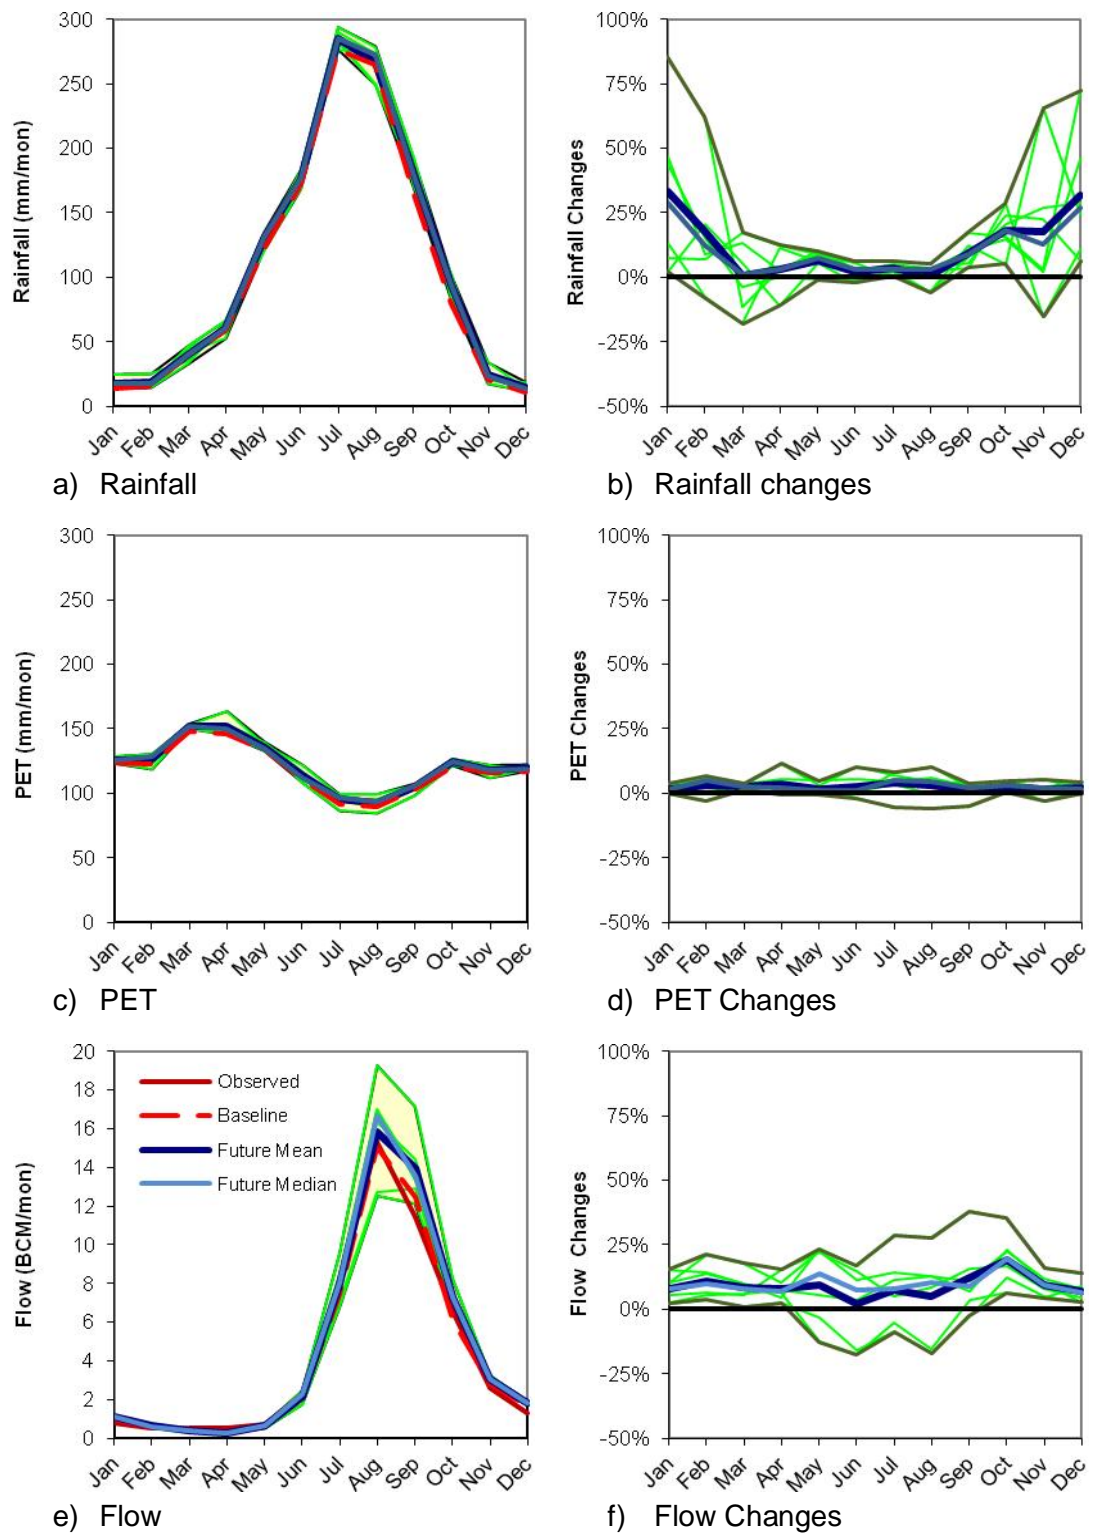 300
250
200
150
100
50
0
Rainfall (mm/mon)
Jan Feb Mar Apr May Jun Jul Aug Sep Oct Nov Dec
a) Rainfall
100%
75%
50%
25%
0%
-25%
-50%
Rainfall Changes
Jan Feb Mar Apr May Jun Jul Aug Sep Oct Nov Dec
b) Rainfall changes
300
250
200
150
100
50
0
PET (mm/mon)
Jan Feb Mar Apr May Jun Jul Aug Sep Oct Nov Dec
c) PET
100%
75%
50%
25%
0%
-25%
-50%
PET Changes
Jan Feb Mar Apr May Jun Jul Aug Sep Oct Nov Dec
d) PET Changes
20
18
16
14
12
10
8
6
4
2
0
Flow (BCM/mon)
Observed
Baseline
Future Mean
Future Median
Jan Feb Mar Apr May Jun Jul Aug Sep Oct Nov Dec
e) Flow
100%
75%
50%
25%
0%
-25%
-50%
Flow Changes
Jan Feb Mar Apr May Jun Jul Aug Sep Oct Nov Dec
f) Flow Changes